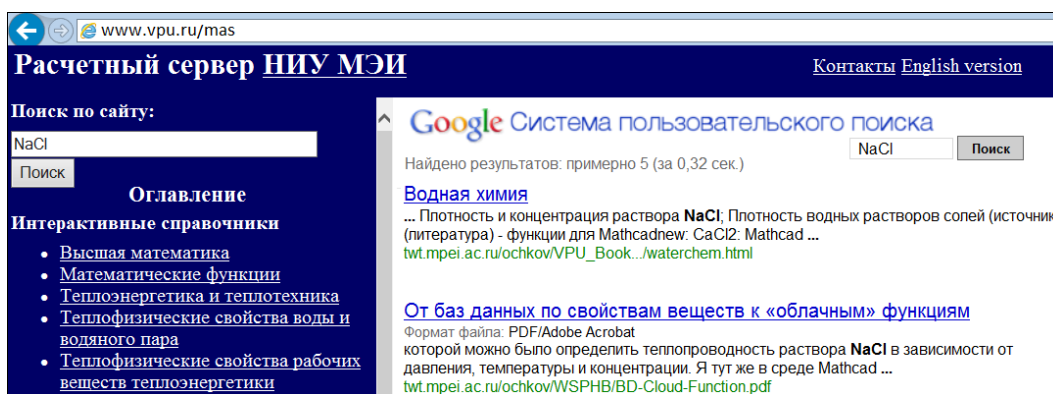 www.vpu.ru/mas
Расчетный сервер НИУ МЭИ
Контакты English version
Поиск по сайту:
NaCl
Поиск
Оглавление
Интерактивные справочники
Высшая математика
Математические функции
Теплоэнергетика и теплотехника
Теплофизические свойства воды и
водяного пара
Теплофизические свойства рабочих
веществ теплоэнергетики
Google Система пользовательского поиска
NaCl Поиск
Найдено результатов: примерно 5 (за 0,32 сек.)
Водная химия
... Плотность и концентрация раствора NaCl; Плотность водных растворов солей (источник
(литература) - функции для Mathcadnew: CaCl2: Mathcad ...
twt.mpei.ac.ru/ochkov/VPU_Book.../waterchem.html
От баз данных по свойствам веществ к «облачным» функциям
Формат файла: PDF/Adobe Acrobat
которой можно было определить теплопроводность раствора NaCl в зависимости от
давления, температуры и концентрации. Я тут же в среде Mathcad ...
twt.mpei.ac.ru/ochkov/WSPHB/BD-Cloud-Function.pdf